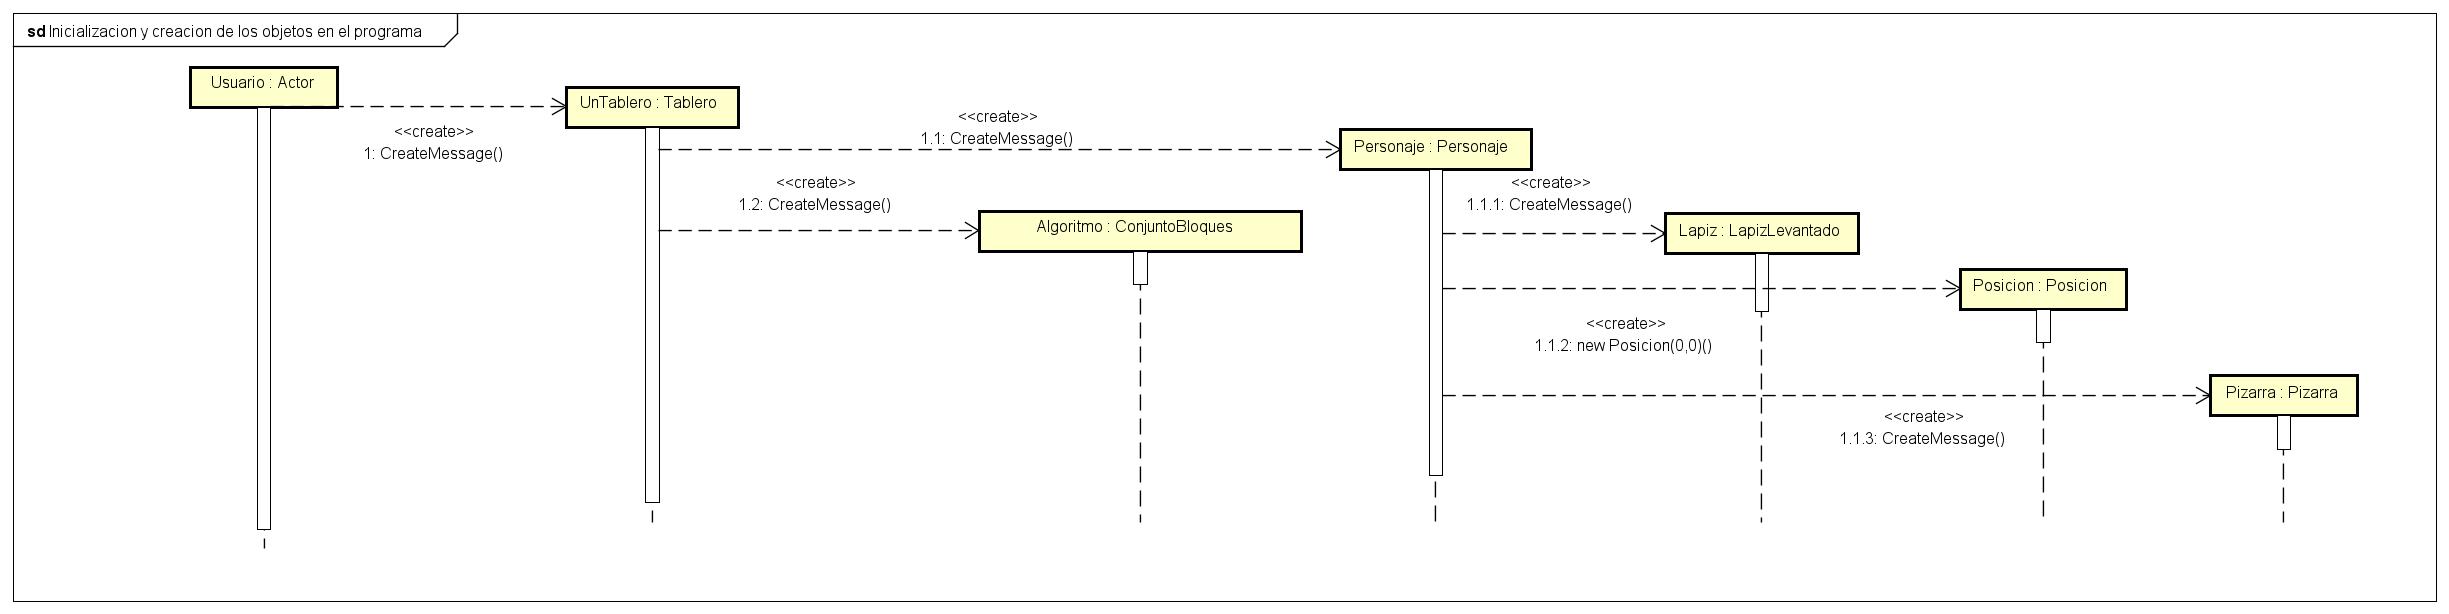 sd Inicializacion y creacion de los objetos en el programa
Usuario : Actor
UnTablero : Tablero
<<create>>
1: CreateMessage()
<<create>>
1.1: CreateMessage()
Personaje : Personaje
<<create>>
1.2: CreateMessage()
Algoritmo : ConjuntoBloques
<<create>>
1.1.1: CreateMessage()
Lapiz : LapizLevantado
Posicion : Posicion
<<create>>
1.1.2: new Posicion(0,0)()
Pizarra : Pizarra
<<create>>
1.1.3: CreateMessage()